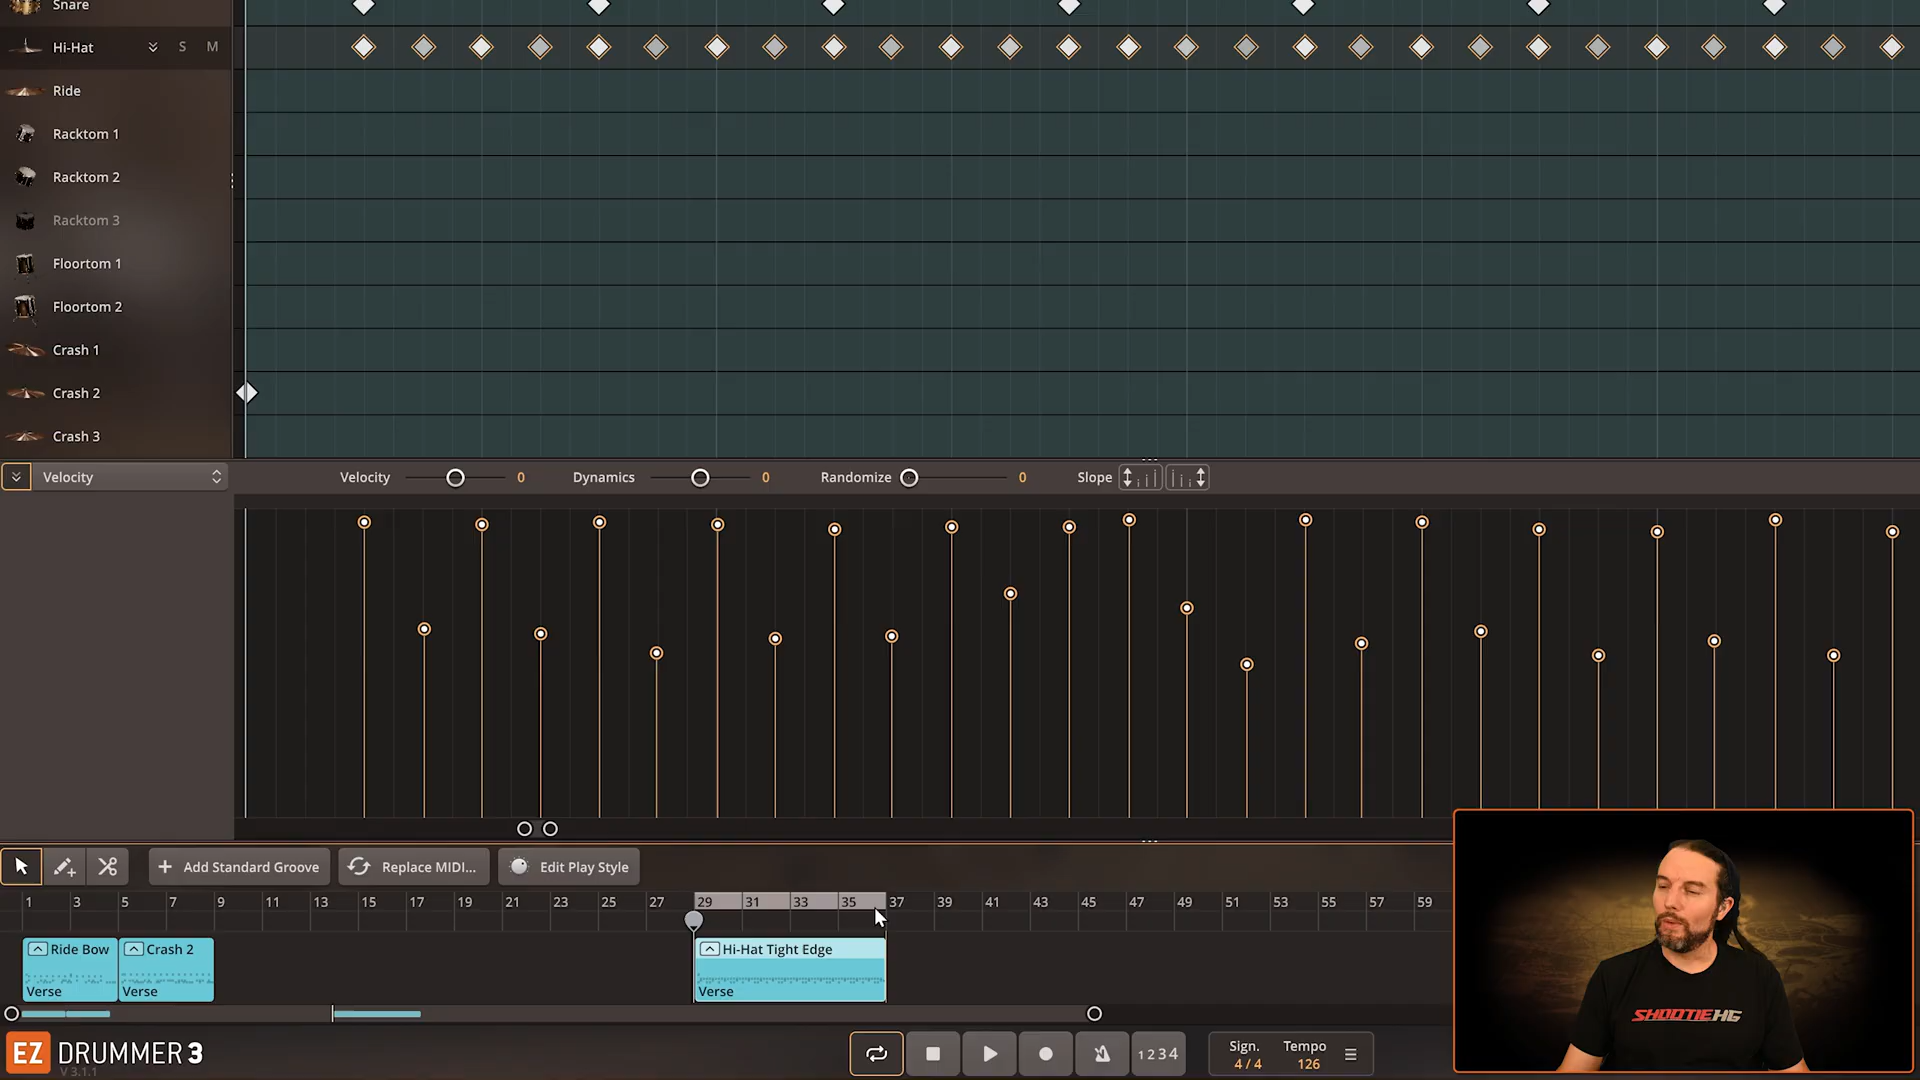 Snare
Hi-Hat S M
Ride
Racktom 1
Racktom 2
Racktom 3
Floortom 1
Floortom 2
Crash 1
Crash 2
Crash 3
Velocity Velocity 0 Dynamics 0 Randomize 0 Slope
Add Standard Groove Replace MIDI... Edit Play Style
1 3 5 7 9 11 13 15 17 19 21 23 25 27 29 31 33 35 37 39 41 43 45 47 49 51 53 55 57 59
Ride Bow Crash 2 Hi-Hat Tight Edge
Verse Verse Verse
SHOOTIEHG
EZ DRUMMER 3
V 3.1.1
1234
Sign. Tempo
4 / 4 126